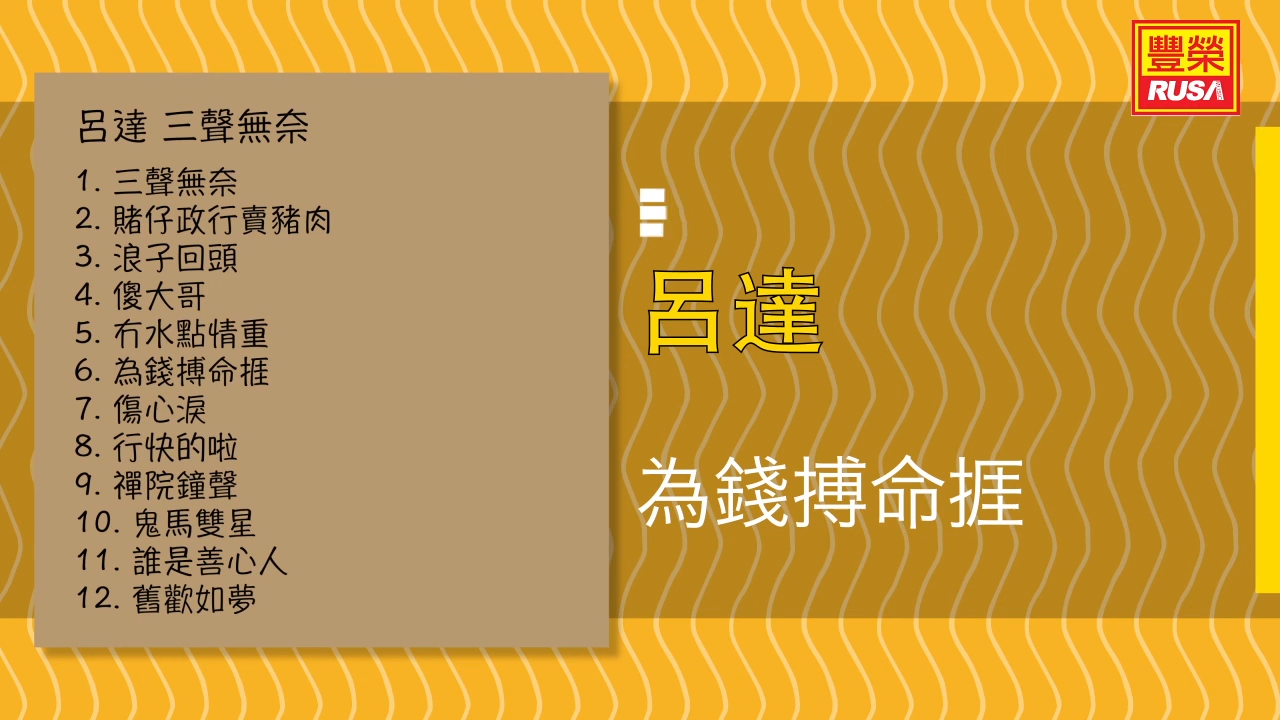 呂達 三聲無奈
1. 三聲無奈
2. 賭仔政行賣豬肉
3. 浪子回頭
4. 傻大哥
5. 冇水點情重
6. 為錢搏命捱
7. 傷心淚
8. 行快的啦
9. 禪院鐘聲
10. 鬼馬雙星
11. 誰是善心人
12. 舊歡如夢
豐榮
RUSA
呂達
為錢搏命捱